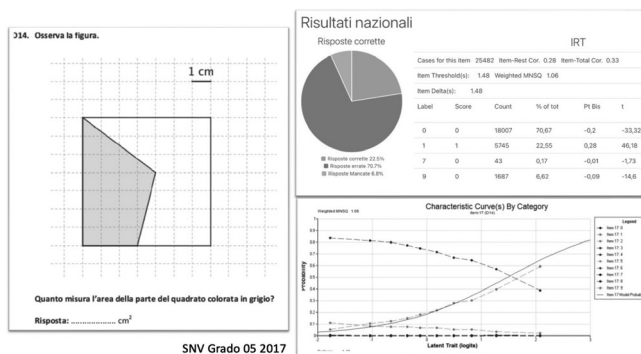 D14. Osserva la figura.
1 cm
Quanto misura l'area della parte del quadrato colorata in grigio?
Risposta: ..................... cm²
SNV Grado 05 2017
Risultati nazionali
Risposte corrette
Risposte corrette 22.5%
Risposte errate 70.7%
Risposte Mancate 6.8%
IRT
Cases for this item 25482 Item-Rest Cor. 0.28 Item-Total Cor. 0.33
Item Threshold(s): 1.48 Weighted MNSQ 1.06
Item Delta(s): 1.48
Label Score Count % of tot Pt Bis t
0 0 18007 70,67 -0,2 -33,32
1 1 5745 22,55 0,28 46,18
7 0 43 0,17 -0,01 -1,73
9 0 1687 6,62 -0,09 -14,6
Characteristic Curve(s) By Category
Weighted MNSQ 1.06
Probability
Latent Trait (logits)
Legend